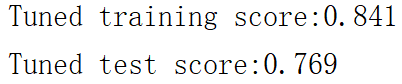 Tuned training score:0.841
Tuned test score:0.769